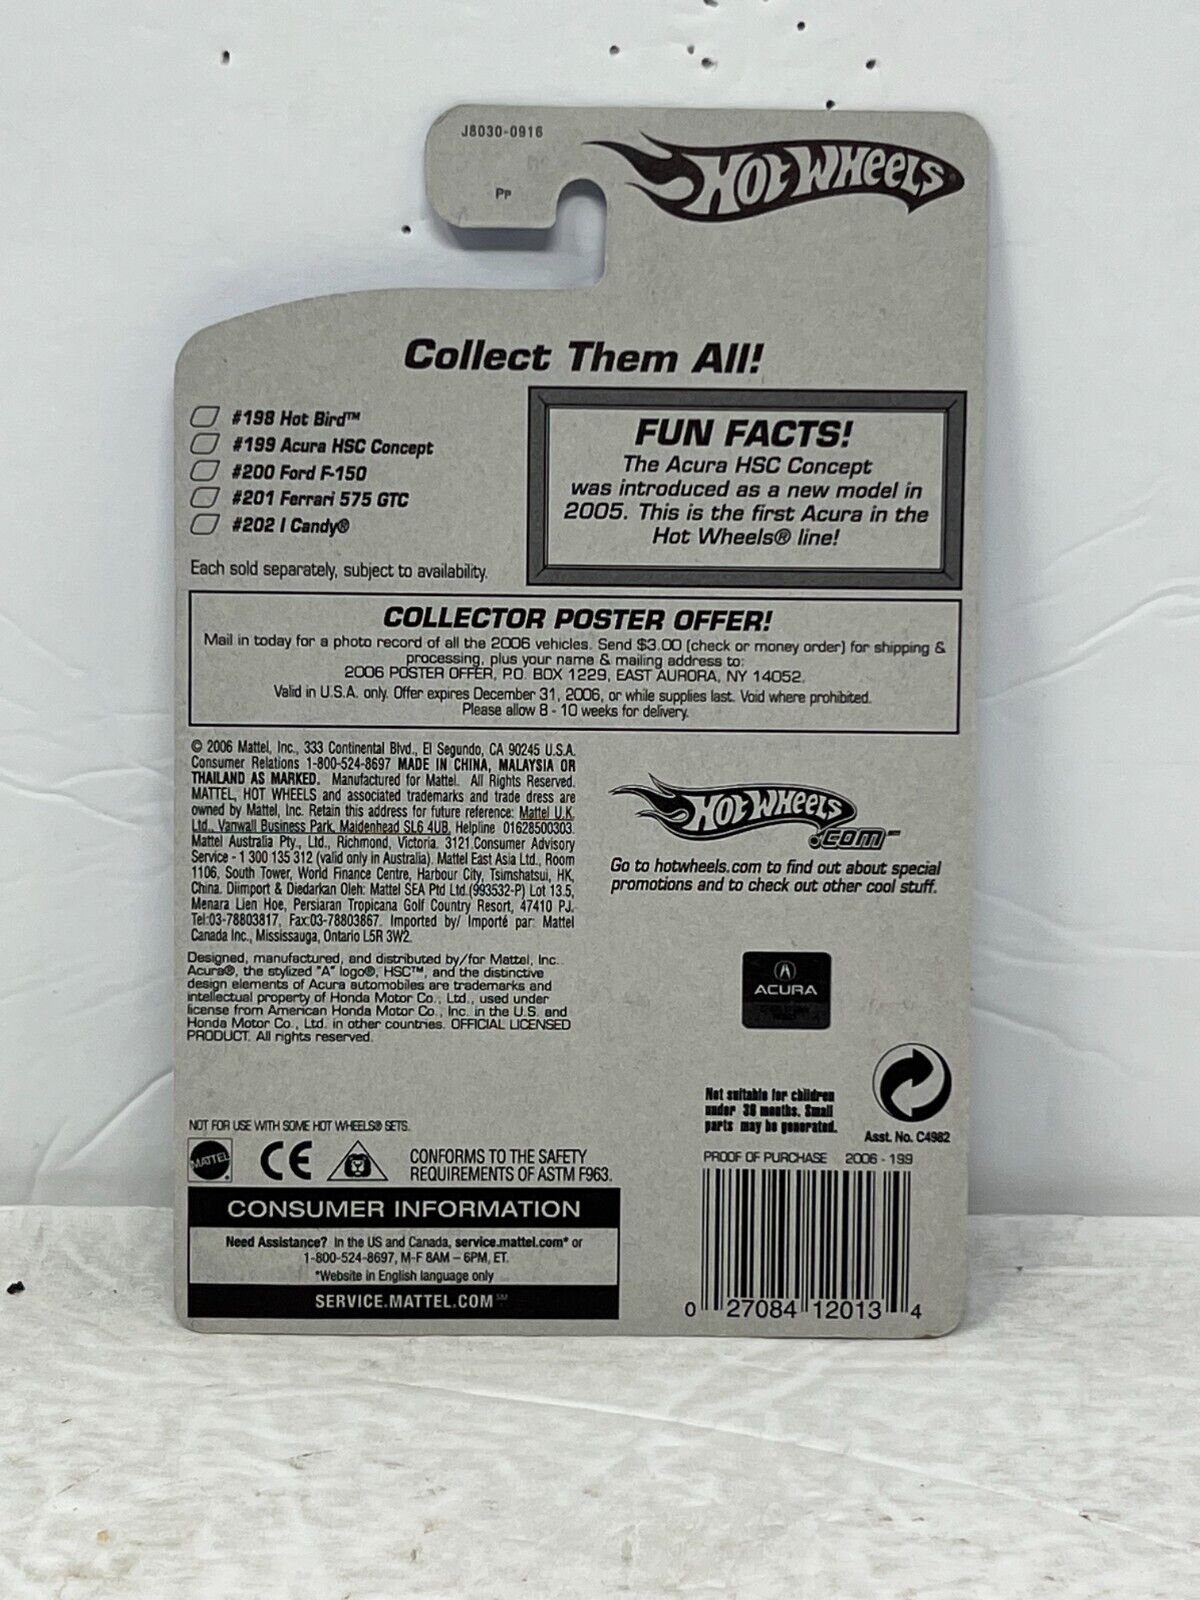 J8030-0916
PP
HOT WHEELS
Collect Them All!
#198 Hot Bird™
#199 Acura HSC Concept
#200 Ford F-150
#201 Ferrari 575 GTC
#202 I Candy®
Each sold separately, subject to availability.
FUN FACTS!
The Acura HSC Concept
was introduced as a new model in
2005. This is the first Acura in the
Hot Wheels® line!
COLLECTOR POSTER OFFER!
Mail in today for a photo record of all the 2006 vehicles. Send $3.00 (check or money order) for shipping &
processing, plus your name & mailing address to:
2006 POSTER OFFER, P.O. BOX 1229, EAST AURORA, NY 14052.
Valid in U.S.A. only. Offer expires December 31, 2006, or while supplies last. Void where prohibited.
Please allow 8 - 10 weeks for delivery.
© 2006 Mattel, Inc., 333 Continental Blvd., El Segundo, CA 90245 U.S.A.
Consumer Relations 1-800-524-8697 MADE IN CHINA, MALAYSIA OR
THAILAND AS MARKED. Manufactured for Mattel. All Rights Reserved.
MATTEL, HOT WHEELS and associated trademarks and trade dress are
owned by Mattel, Inc. Retain this address for future reference: Mattel U.K.
Ltd., Vanwall Business Park, Maidenhead SL6 4UB. Helpline 01628500303.
Mattel Australia Pty., Ltd., Richmond, Victoria. 3121.Consumer Advisory
Service - 1 300 135 312 (valid only in Australia). Mattel East Asia Ltd., Room
1106, South Tower, World Finance Centre, Harbour City, Tsimshatsui, HK,
China. Diimport & Diedarkan Oleh: Mattel SEA Ptd Ltd.(993532-P) Lot 13.5,
Menara Lien Hoe, Persiaran Tropicana Golf Country Resort, 47410 PJ.
Tel:03-78803817, Fax:03-78803867. Imported by/ Importé par: Mattel
Canada Inc., Mississauga, Ontario L5R 3W2.
HOT WHEELS
.COM™
Go to hotwheels.com to find out about special
promotions and to check out other cool stuff.
Designed, manufactured, and distributed by/for Mattel, Inc.
Acura®, the stylized "A" logo®, HSC™, and the distinctive
design elements of Acura automobiles are trademarks and
intellectual property of Honda Motor Co., Ltd., used under
license from American Honda Motor Co., Inc. in the U.S. and
Honda Motor Co., Ltd. in other countries. OFFICIAL LICENSED
PRODUCT. All rights reserved.
ACURA
Not suitable for children
under 36 months. Small
parts may be generated.
Asst. No. C4982
NOT FOR USE WITH SOME HOT WHEELS® SETS.
MATTEL
CE
CONFORMS TO THE SAFETY
REQUIREMENTS OF ASTM F963.
PROOF OF PURCHASE 2006 - 199
CONSUMER INFORMATION
Need Assistance? In the US and Canada, service.mattel.com* or
1-800-524-8697, M-F 8AM – 6PM, ET.
*Website in English language only
SERVICE.MATTEL.COM℠
0 27084 12013 4